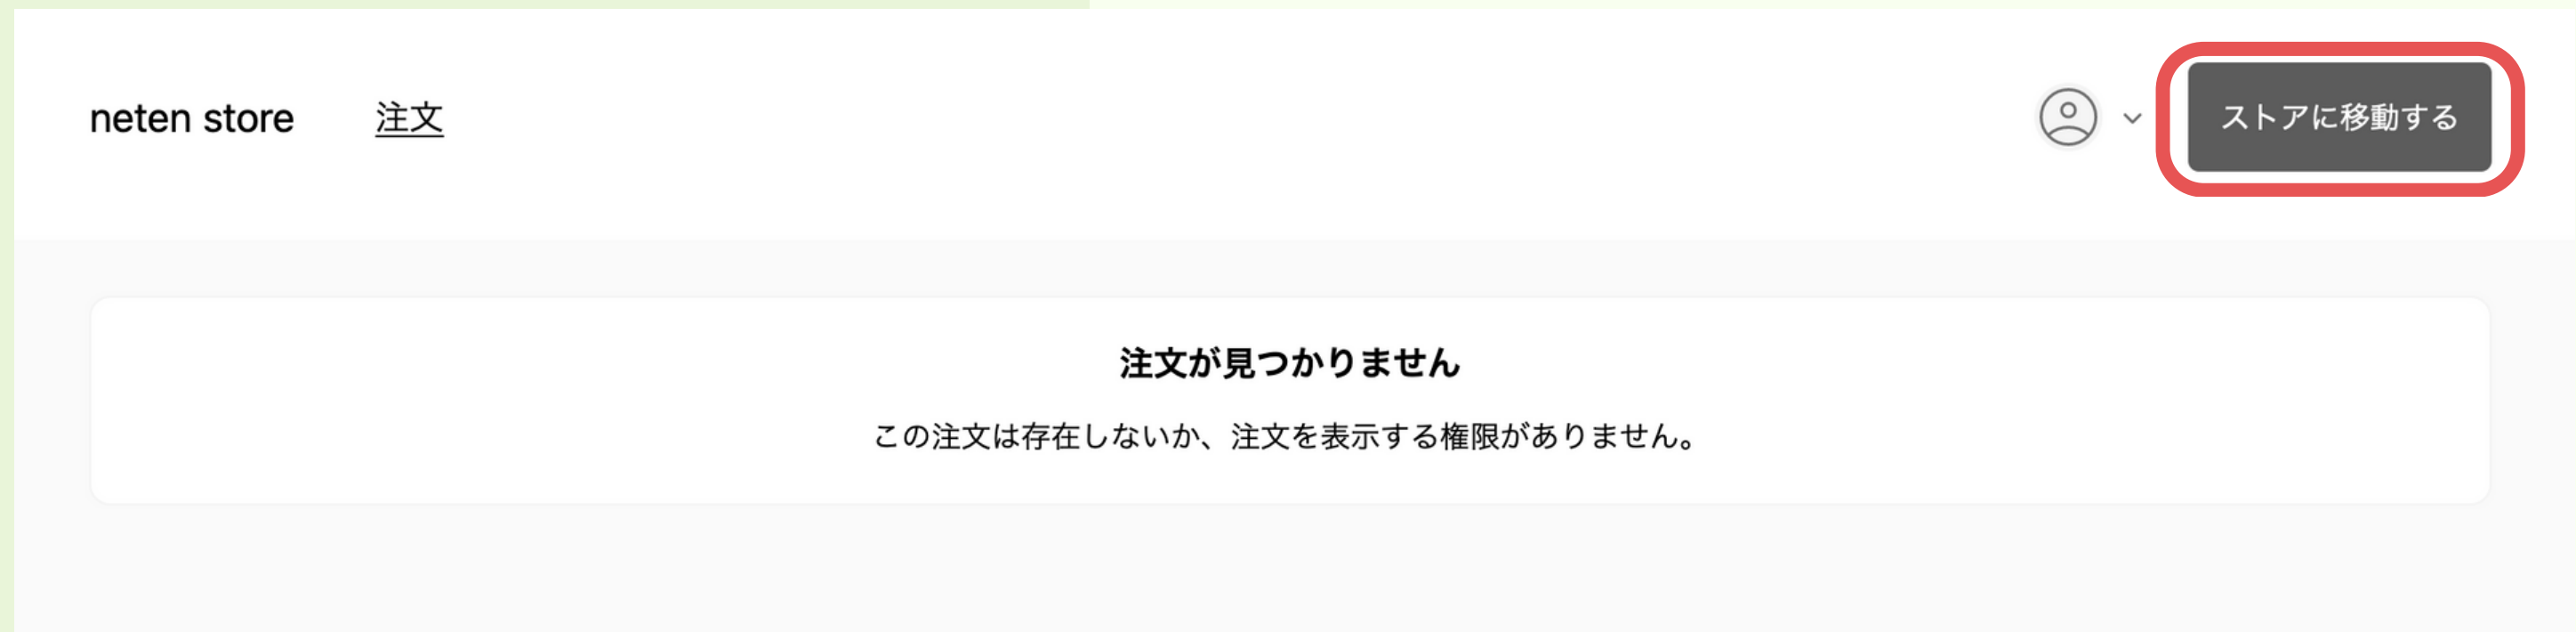 neten store 注文 ストアに移動する
注文が見つかりません
この注文は存在しないか、注文を表示する権限がありません。